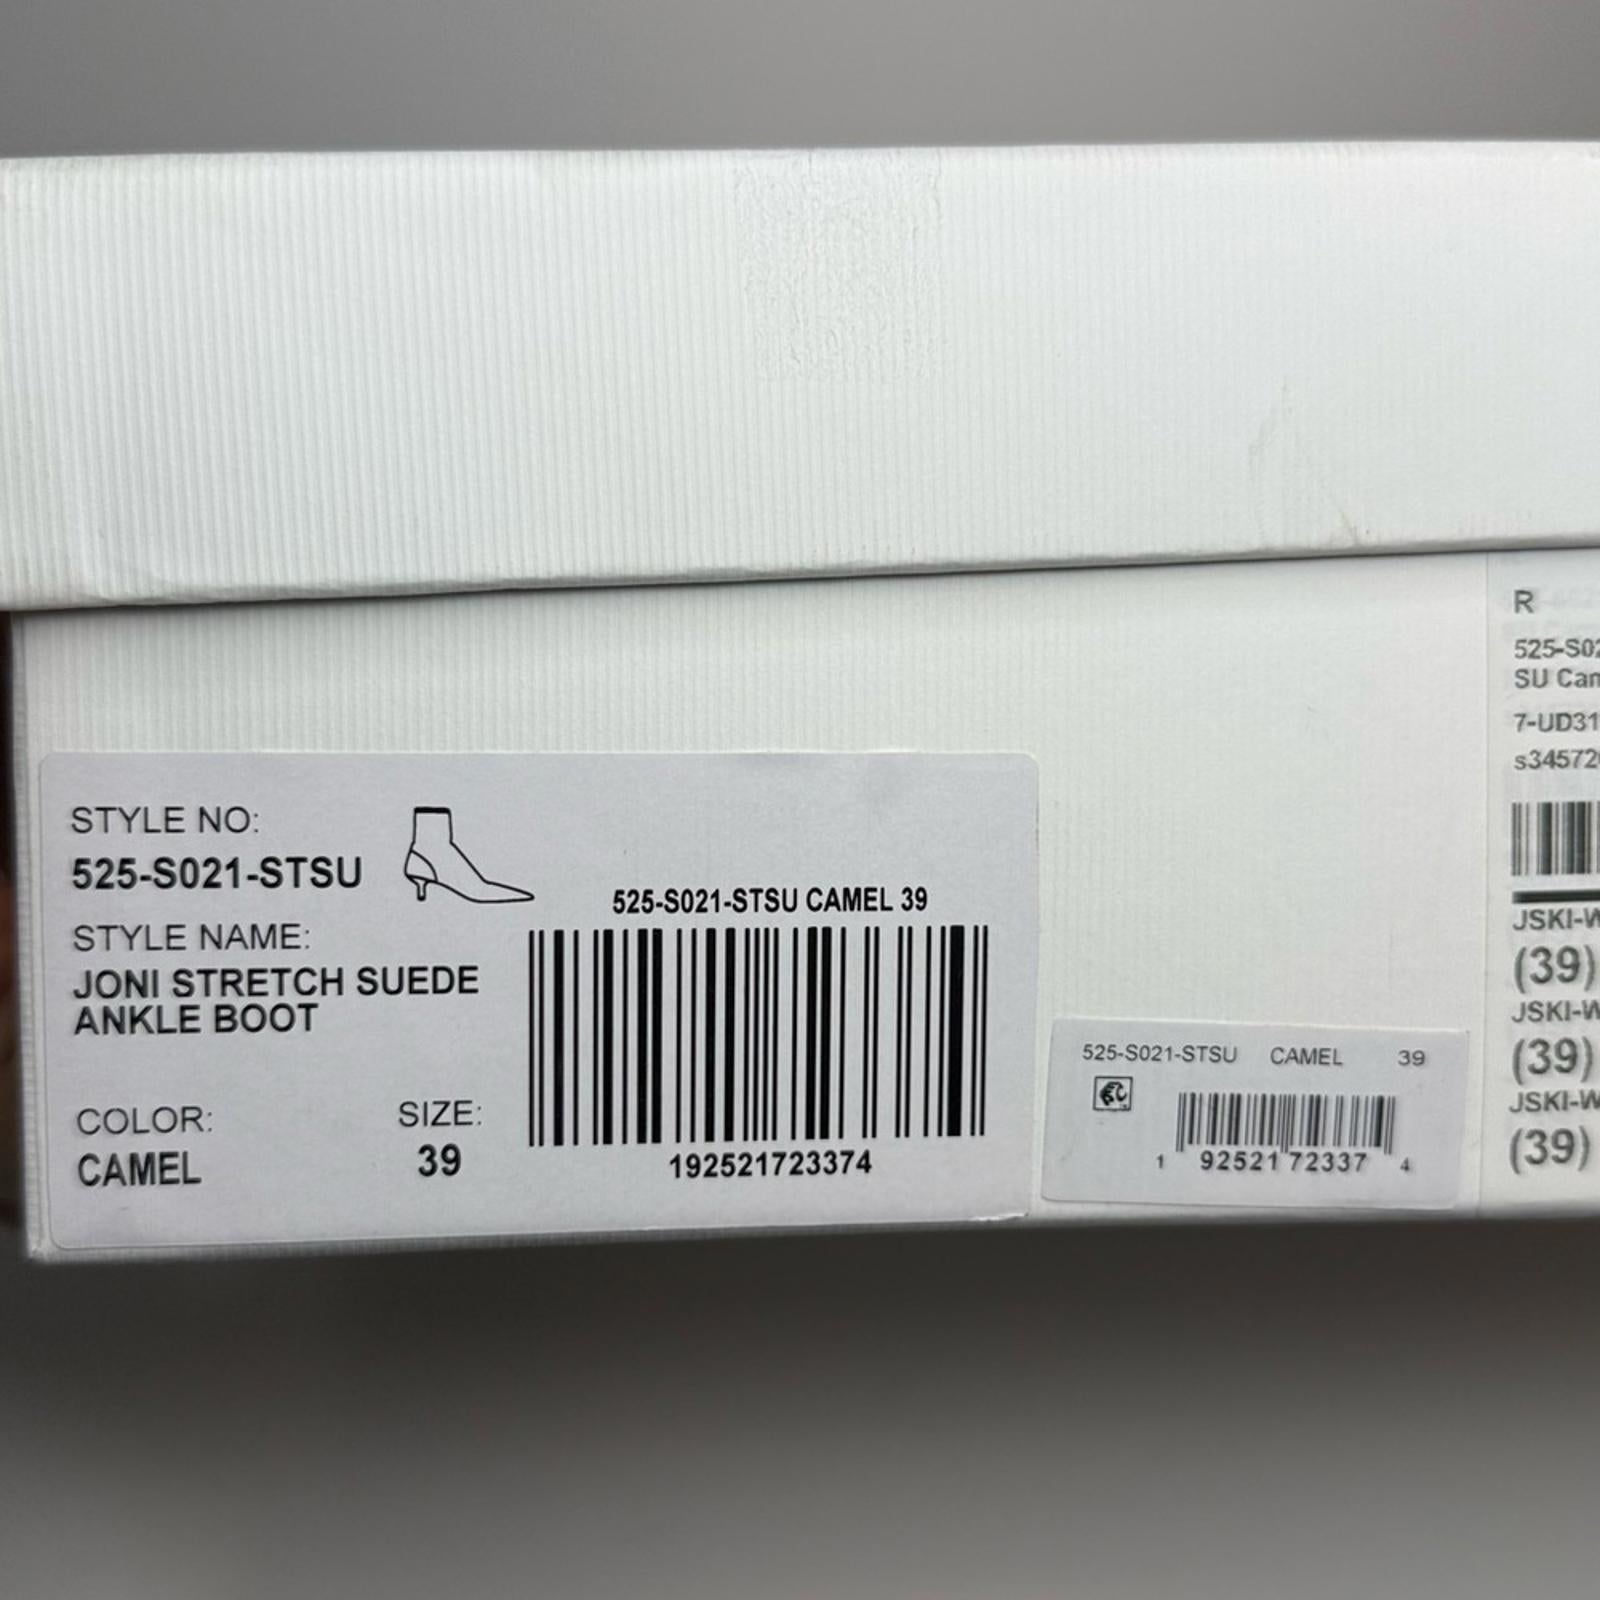 STYLE NO:
525-S021-STSU
STYLE NAME:
JONI STRETCH SUEDE
ANKLE BOOT
COLOR:
CAMEL
SIZE:
39
525-S021-STSU CAMEL 39
192521723374
525-S021-STSU CAMEL 39
1 92521 72337 4
R
525-S02
SU Cam
7-UD31
s34572
JSKI-W
(39)
JSKI-W
(39)
JSKI-W
(39)